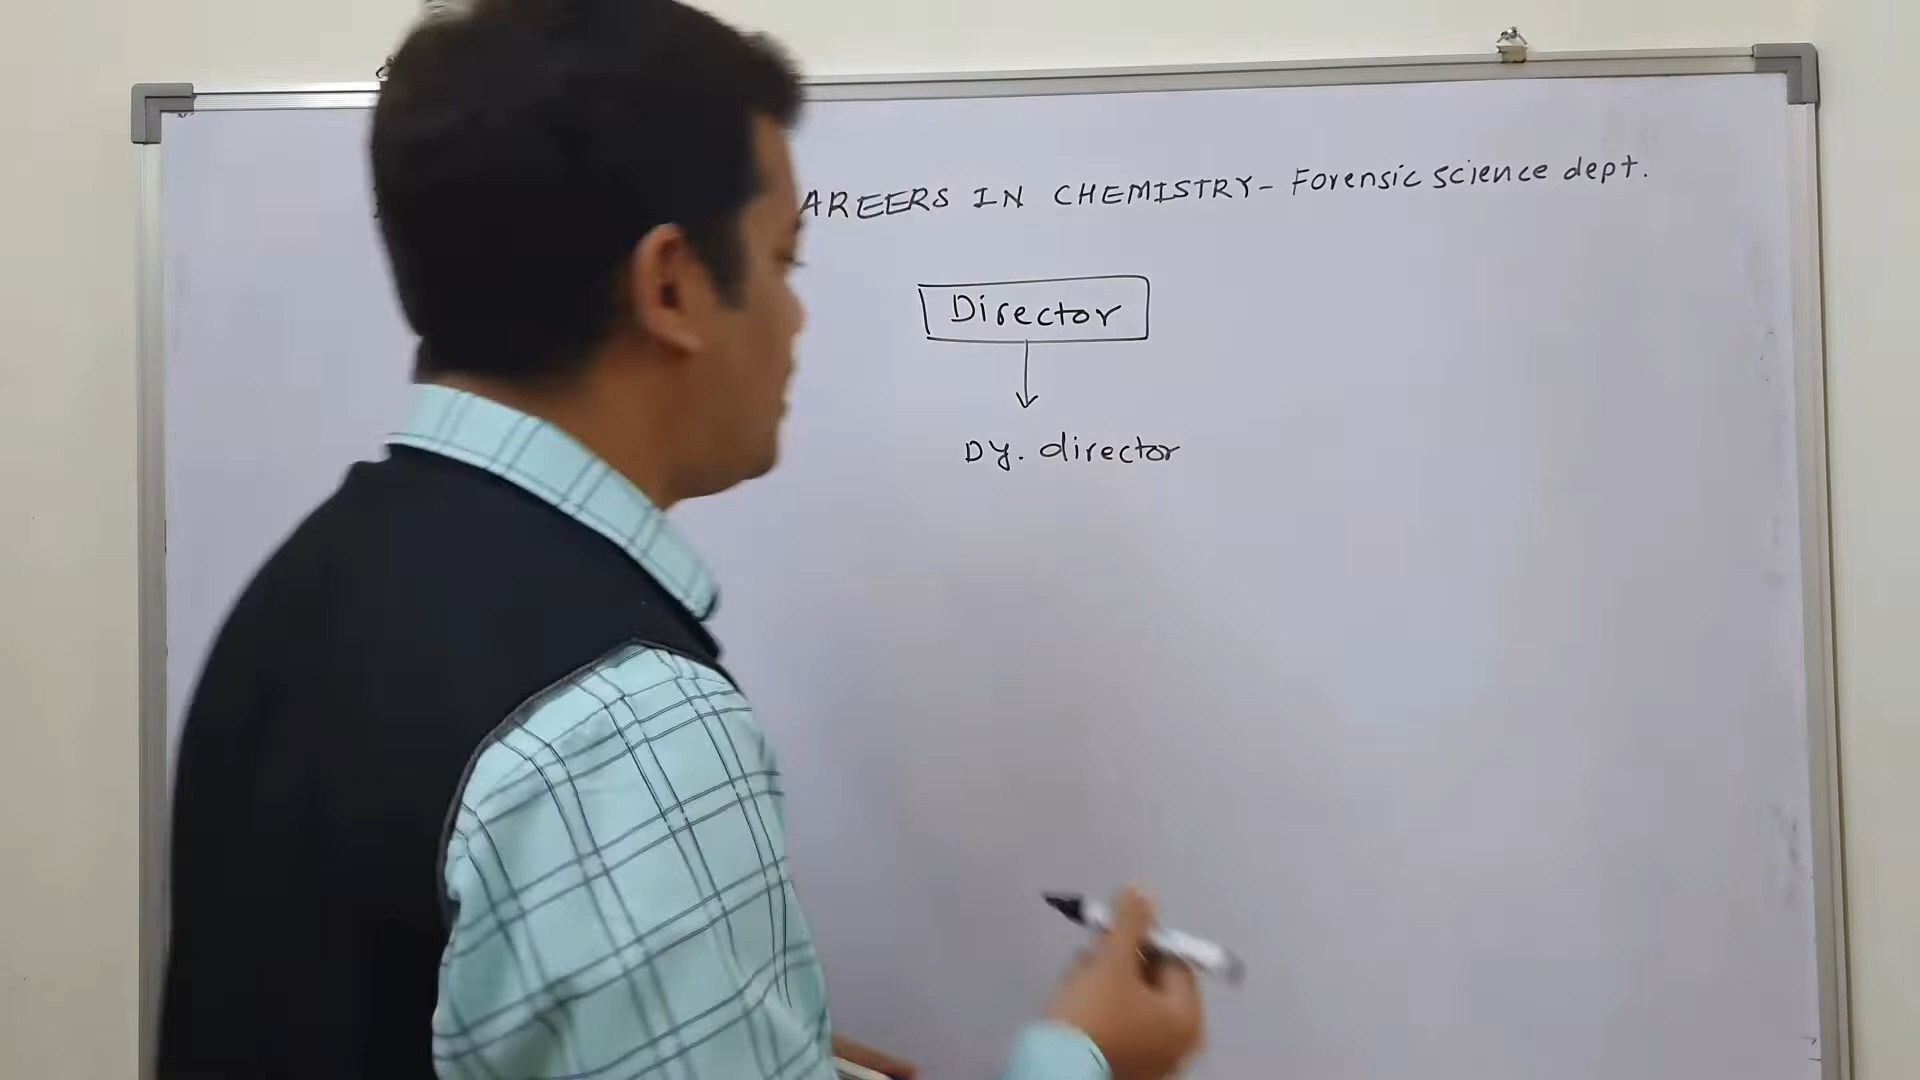 AREERS IN CHEMISTRY- Forensic science dept.
Director
Dy. director